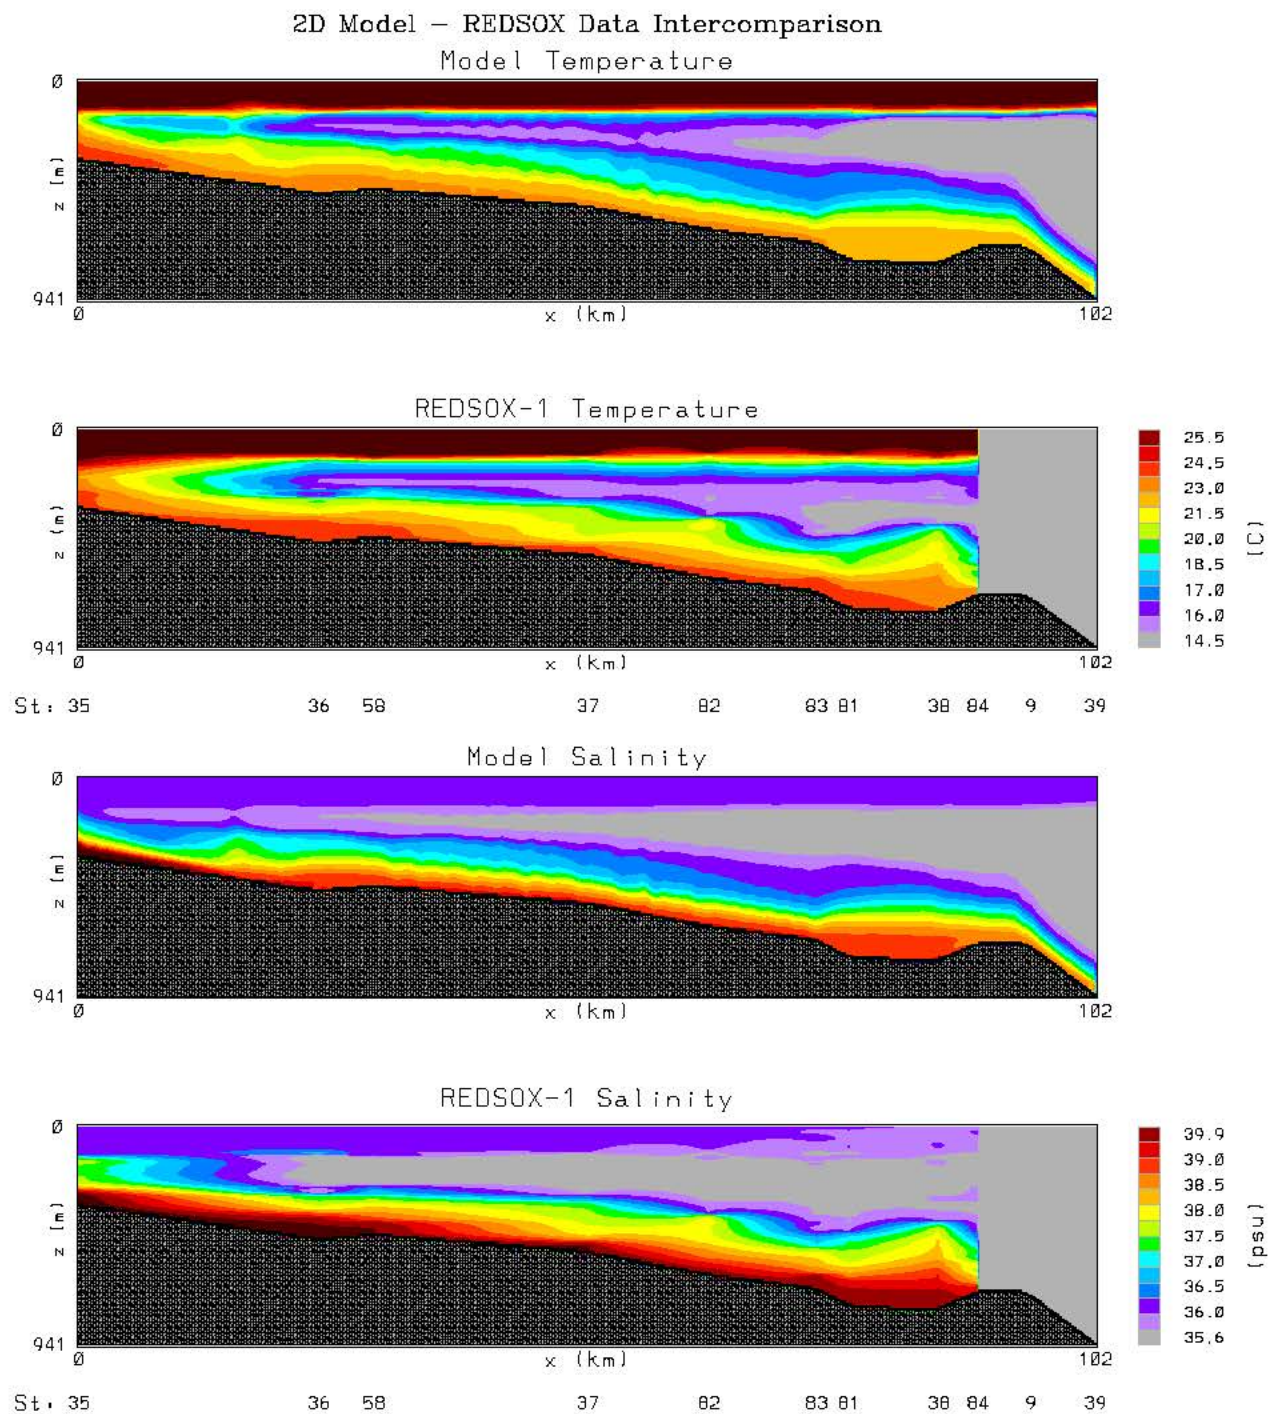 2D Model – REDSOX Data Intercomparison
Model Temperature
0
z [m]
941
0 x (km) 102
REDSOX-1 Temperature
0
z [m]
941
0 x (km) 102
25.5
24.5
23.0
21.5
20.0
18.5
17.0
16.0
14.5
(C)
St. 35 36 58 37 82 83 81 38 84 9 39
Model Salinity
0
z [m]
941
0 x (km) 102
REDSOX-1 Salinity
0
z [m]
941
0 x (km) 102
39.9
39.0
38.5
38.0
37.5
37.0
36.5
36.0
35.6
(psu)
St. 35 36 58 37 82 83 81 38 84 9 39